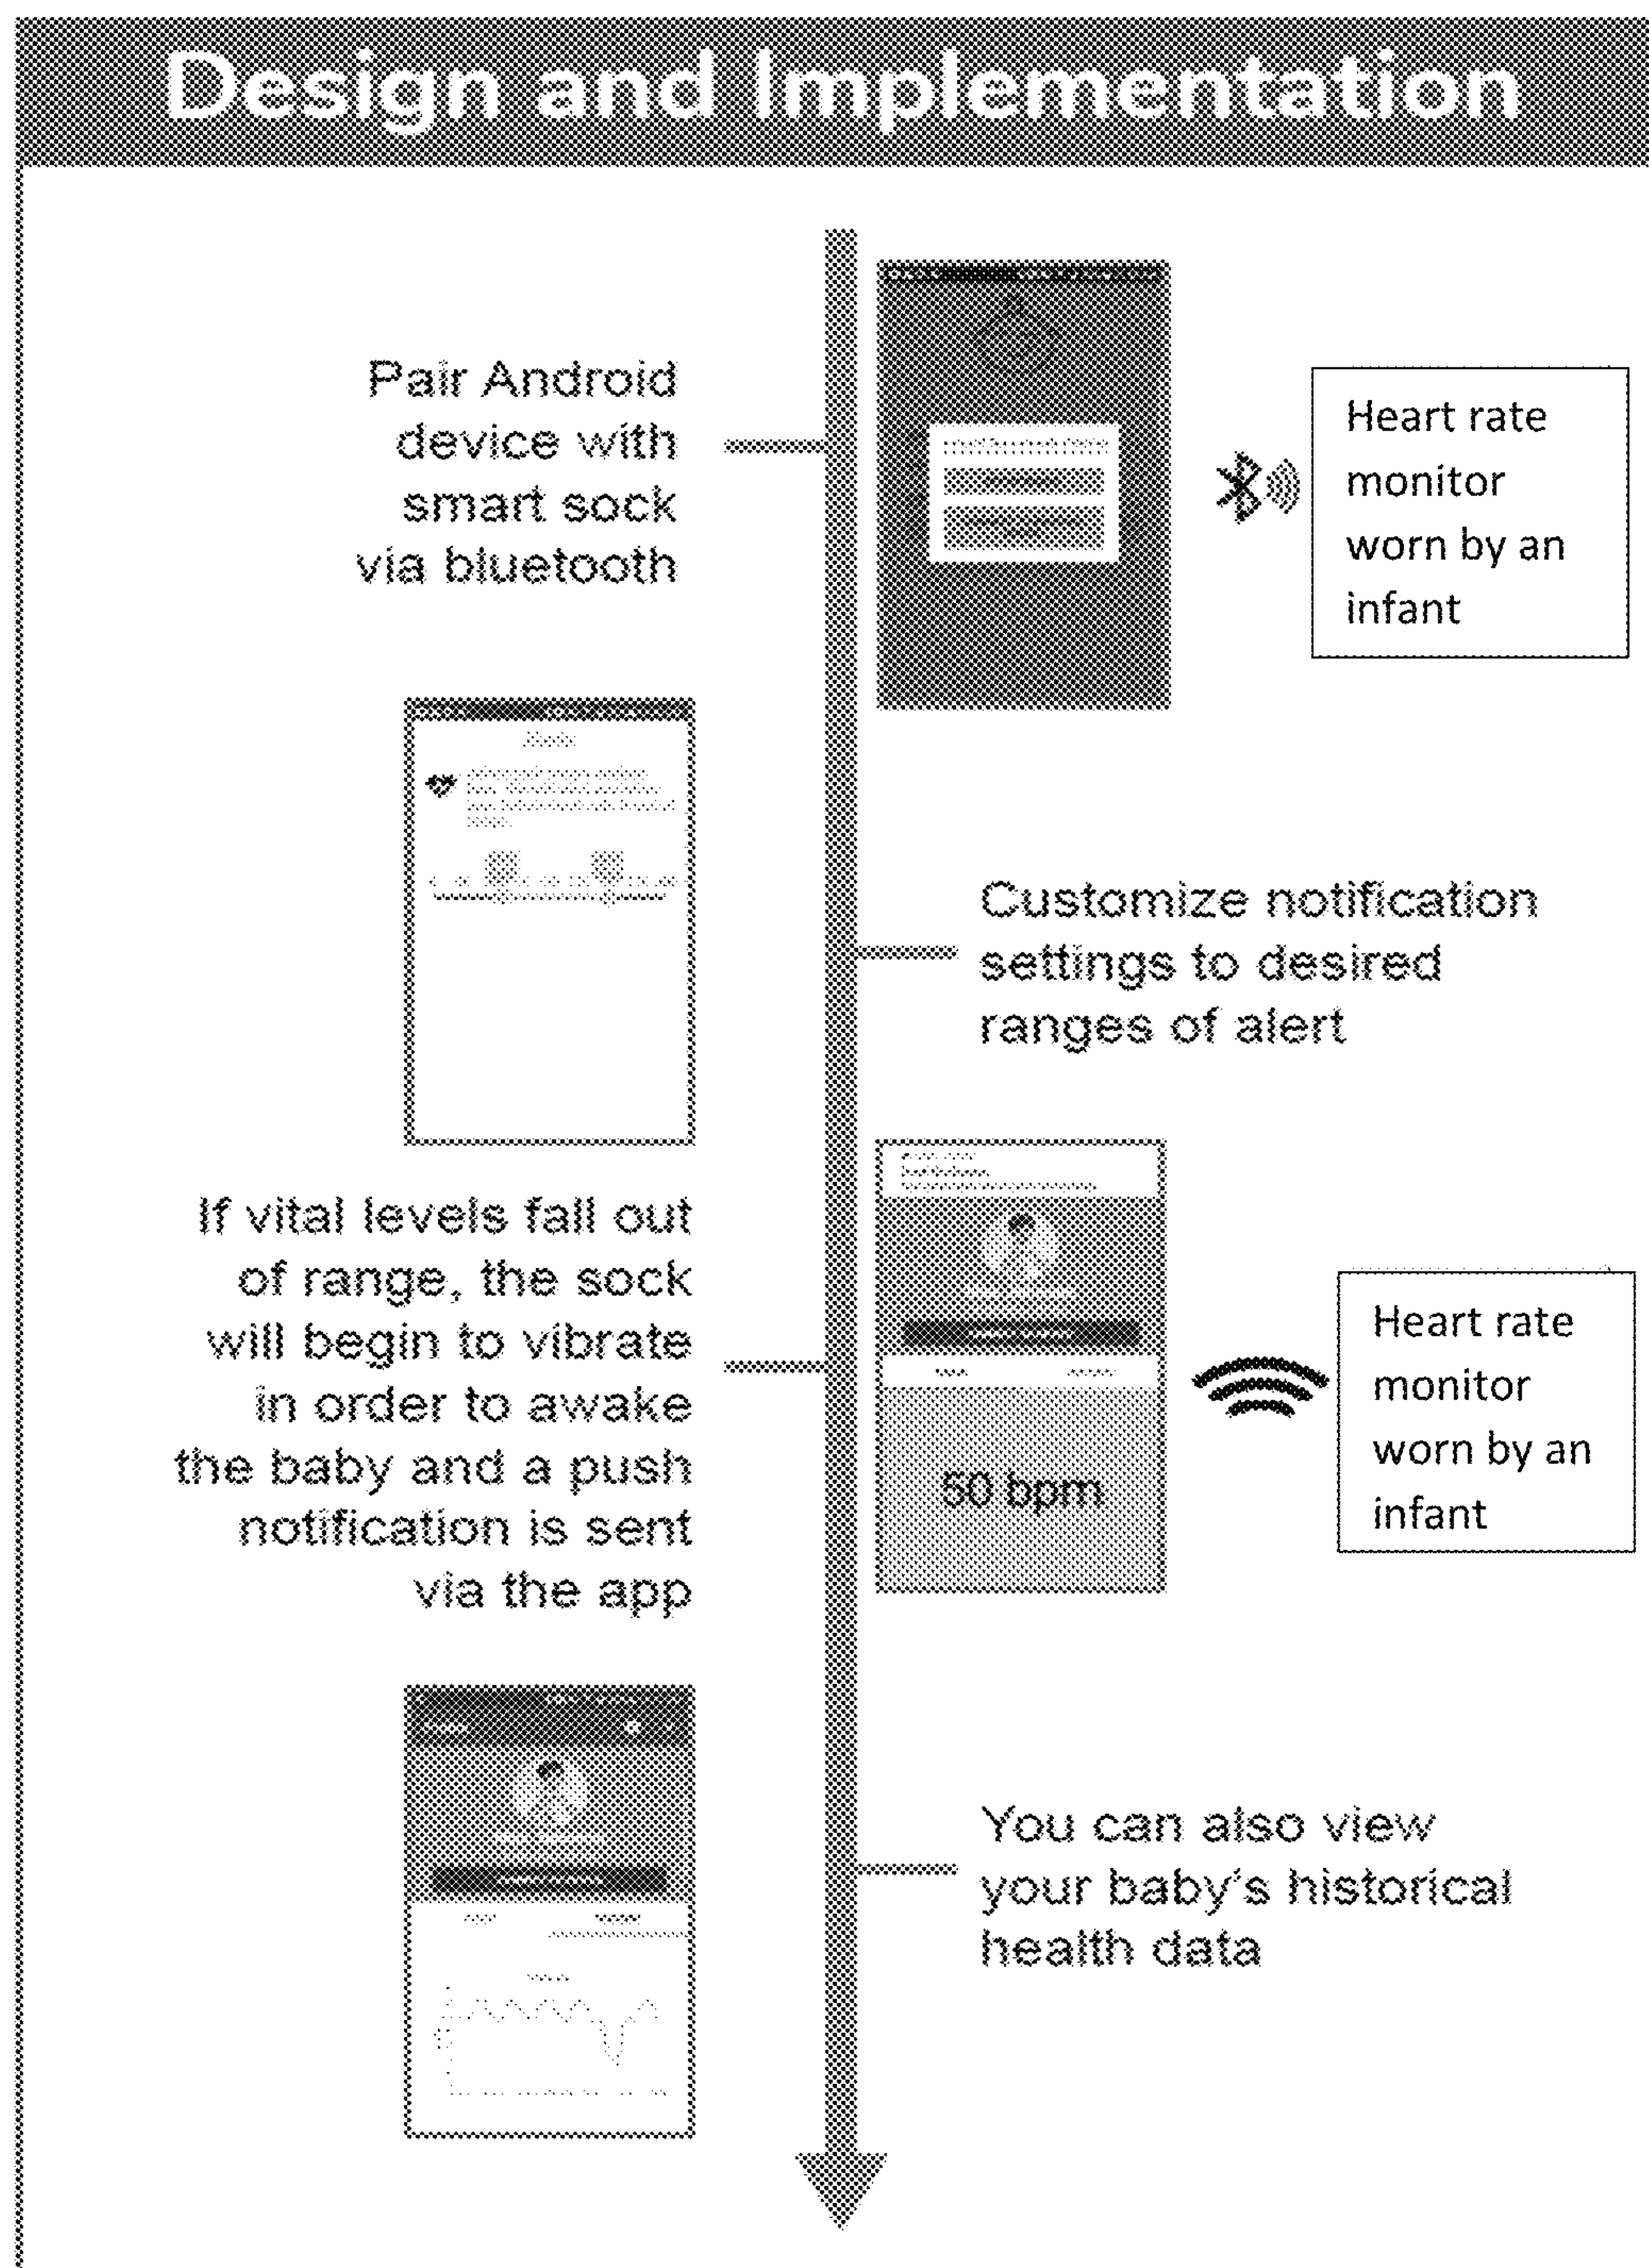 Design and Implementation
Pair Android
device with
smart sock
via bluetooth
Heart rate
monitor
worn by an
infant
Customize notification
settings to desired
ranges of alert
If vital levels fall out
of range, the sock
will begin to vibrate
in order to awake
the baby and a push
notification is sent
via the app
50 bpm
Heart rate
monitor
worn by an
infant
You can also view
your baby's historical
health data